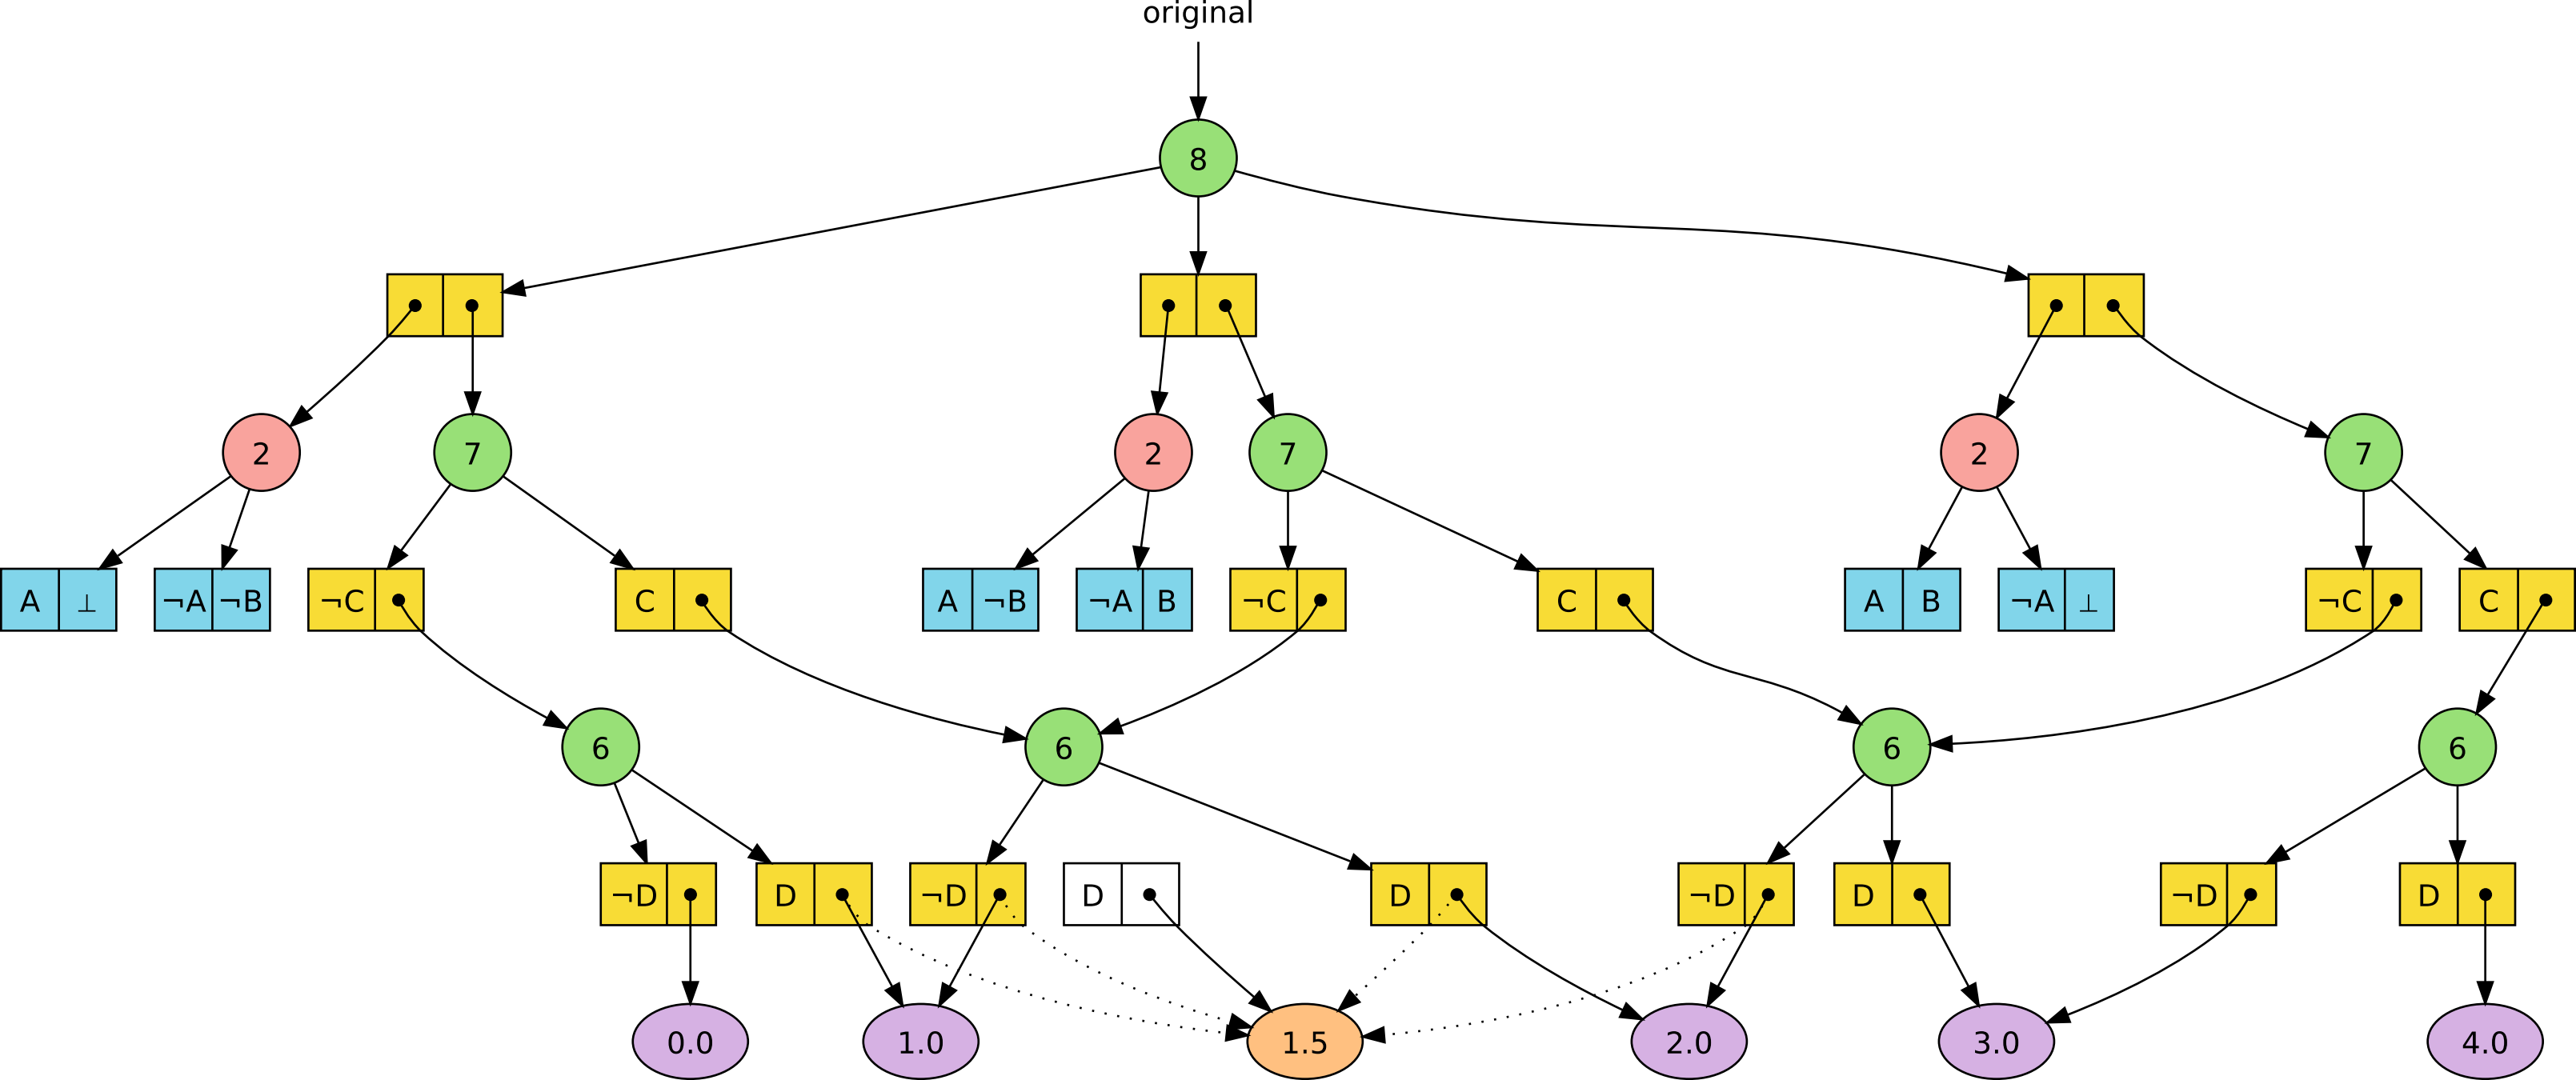 original
8
2 7 2 7 2 7
A ⊥ ¬A ¬B ¬C C A ¬B ¬A B ¬C C A B ¬A ⊥ ¬C C
6 6 6 6
¬D D ¬D D D ¬D D ¬D D
0.0 1.0 1.5 2.0 3.0 4.0